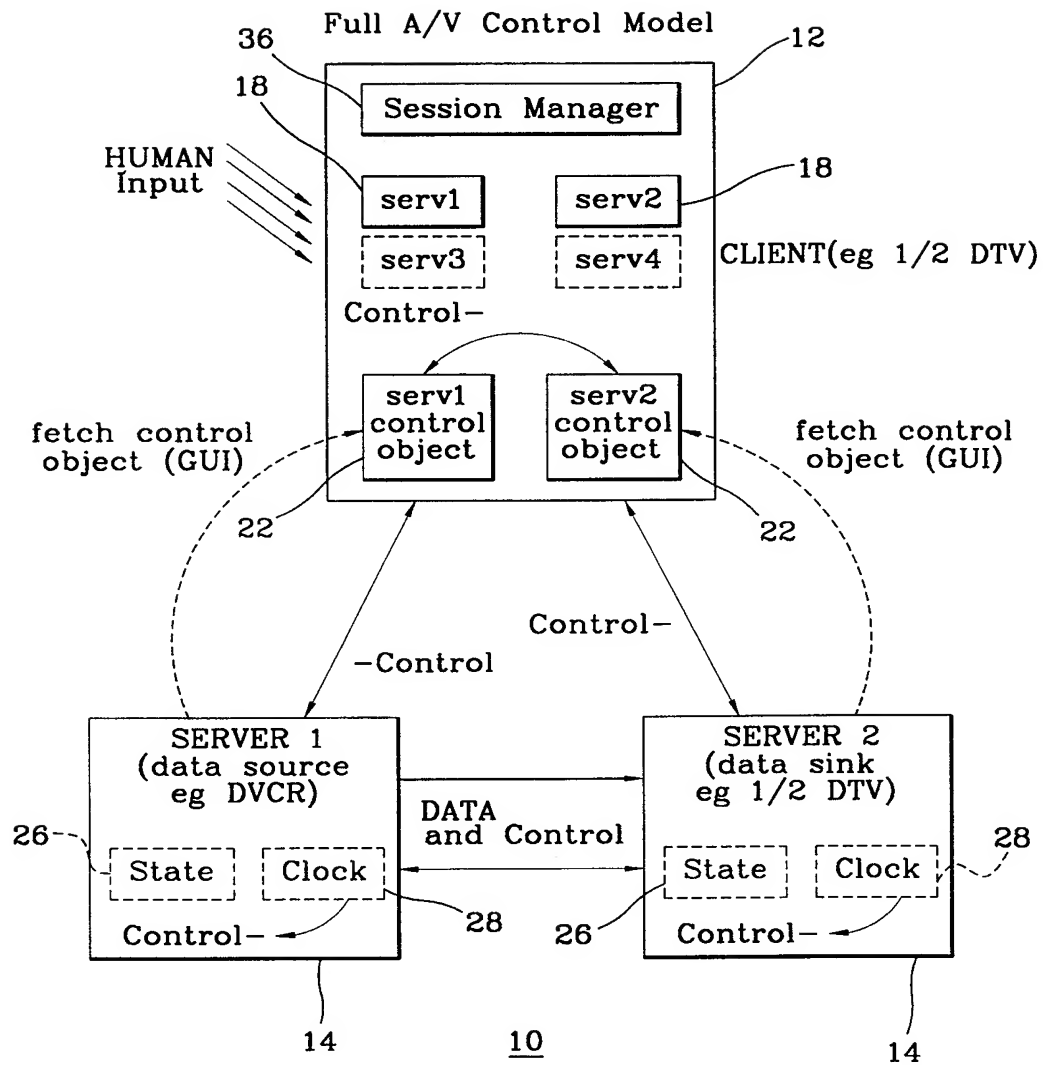 Full A/V Control Model
36
12
Session Manager
18
HUMAN
Input
serv1
serv2
18
serv3
serv4
CLIENT(eg 1/2 DTV)
Control-
serv1
control
object
serv2
control
object
fetch control
object (GUI)
fetch control
object (GUI)
22
22
Control-
-Control
SERVER 1
(data source
eg DVCR)
SERVER 2
(data sink
eg 1/2 DTV)
DATA
and Control
26
State
Clock
28
Control-
26
State
Clock
28
Control-
14
10
14